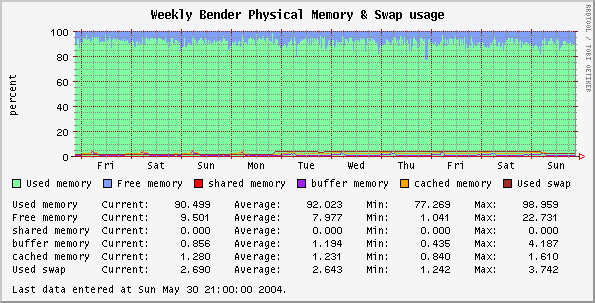 Weekly Bender Physical Memory & Swap usage
RRDTOOL / TOBI OETIKER
percent
100
80
60
40
20
0
Fri Sat Sun Mon Tue Wed Thu Fri Sat Sun
Used memory Free memory shared memory buffer memory cached memory Used swap
Used memory Current: 90.499 Average: 92.023 Min: 77.269 Max: 98.959
Free memory Current: 9.501 Average: 7.977 Min: 1.041 Max: 22.731
shared memory Current: 0.000 Average: 0.000 Min: 0.000 Max: 0.000
buffer memory Current: 0.856 Average: 1.194 Min: 0.435 Max: 4.187
cached memory Current: 1.280 Average: 1.231 Min: 0.840 Max: 1.610
Used swap Current: 2.690 Average: 2.643 Min: 1.242 Max: 3.742
Last data entered at Sun May 30 21:00:00 2004.